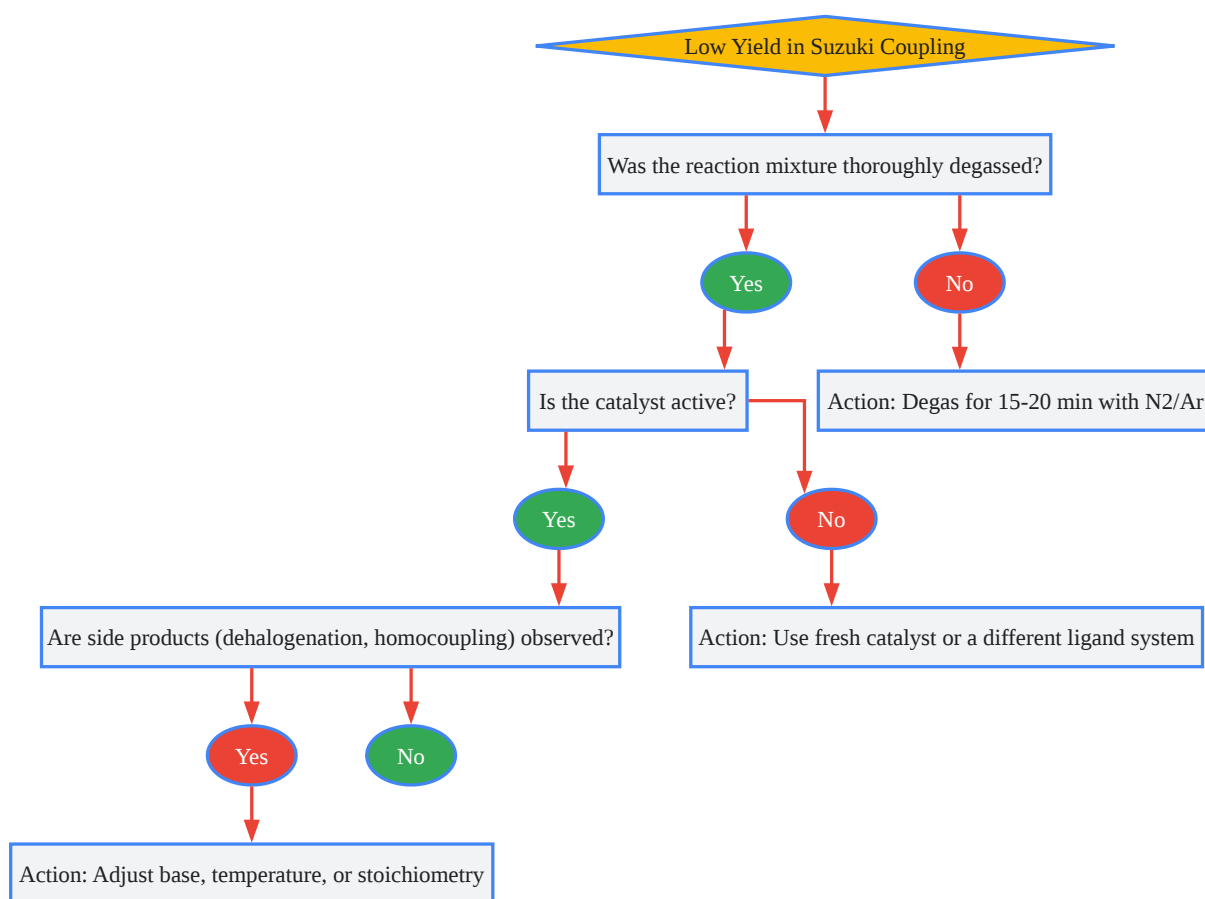 Low Yield in Suzuki Coupling
Was the reaction mixture thoroughly degassed?
Yes
No
Is the catalyst active?
Action: Degas for 15-20 min with N2/Ar
Yes
No
Are side products (dehalogenation, homocoupling) observed?
Action: Use fresh catalyst or a different ligand system
Yes
No
Action: Adjust base, temperature, or stoichiometry